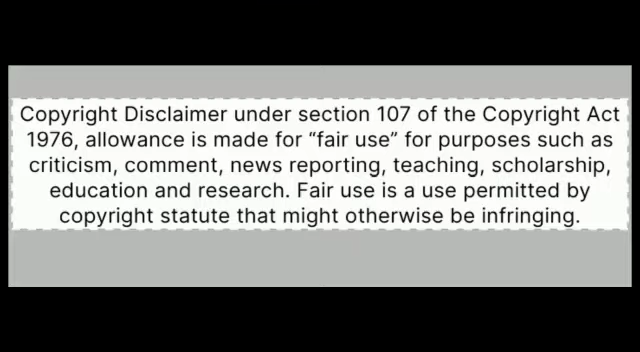 Copyright Disclaimer under section 107 of the Copyright Act
1976, allowance is made for “fair use” for purposes such as
criticism, comment, news reporting, teaching, scholarship,
education and research. Fair use is a use permitted by
copyright statute that might otherwise be infringing.